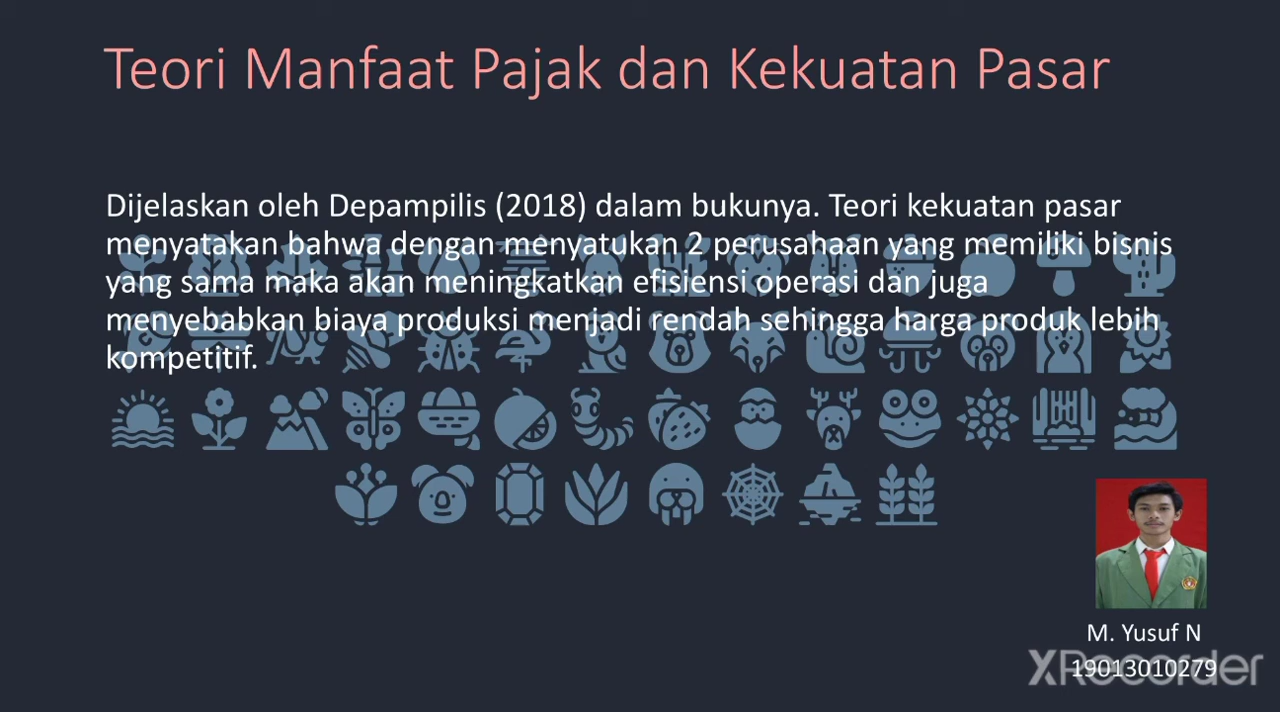 Teori Manfaat Pajak dan Kekuatan Pasar
Dijelaskan oleh Depampilis (2018) dalam bukunya. Teori kekuatan pasar
menyatakan bahwa dengan menyatukan 2 perusahaan yang memiliki bisnis
yang sama maka akan meningkatkan efisiensi operasi dan juga
menyebabkan biaya produksi menjadi rendah sehingga harga produk lebih
kompetitif.
M. Yusuf N
19013010279
XRecorder